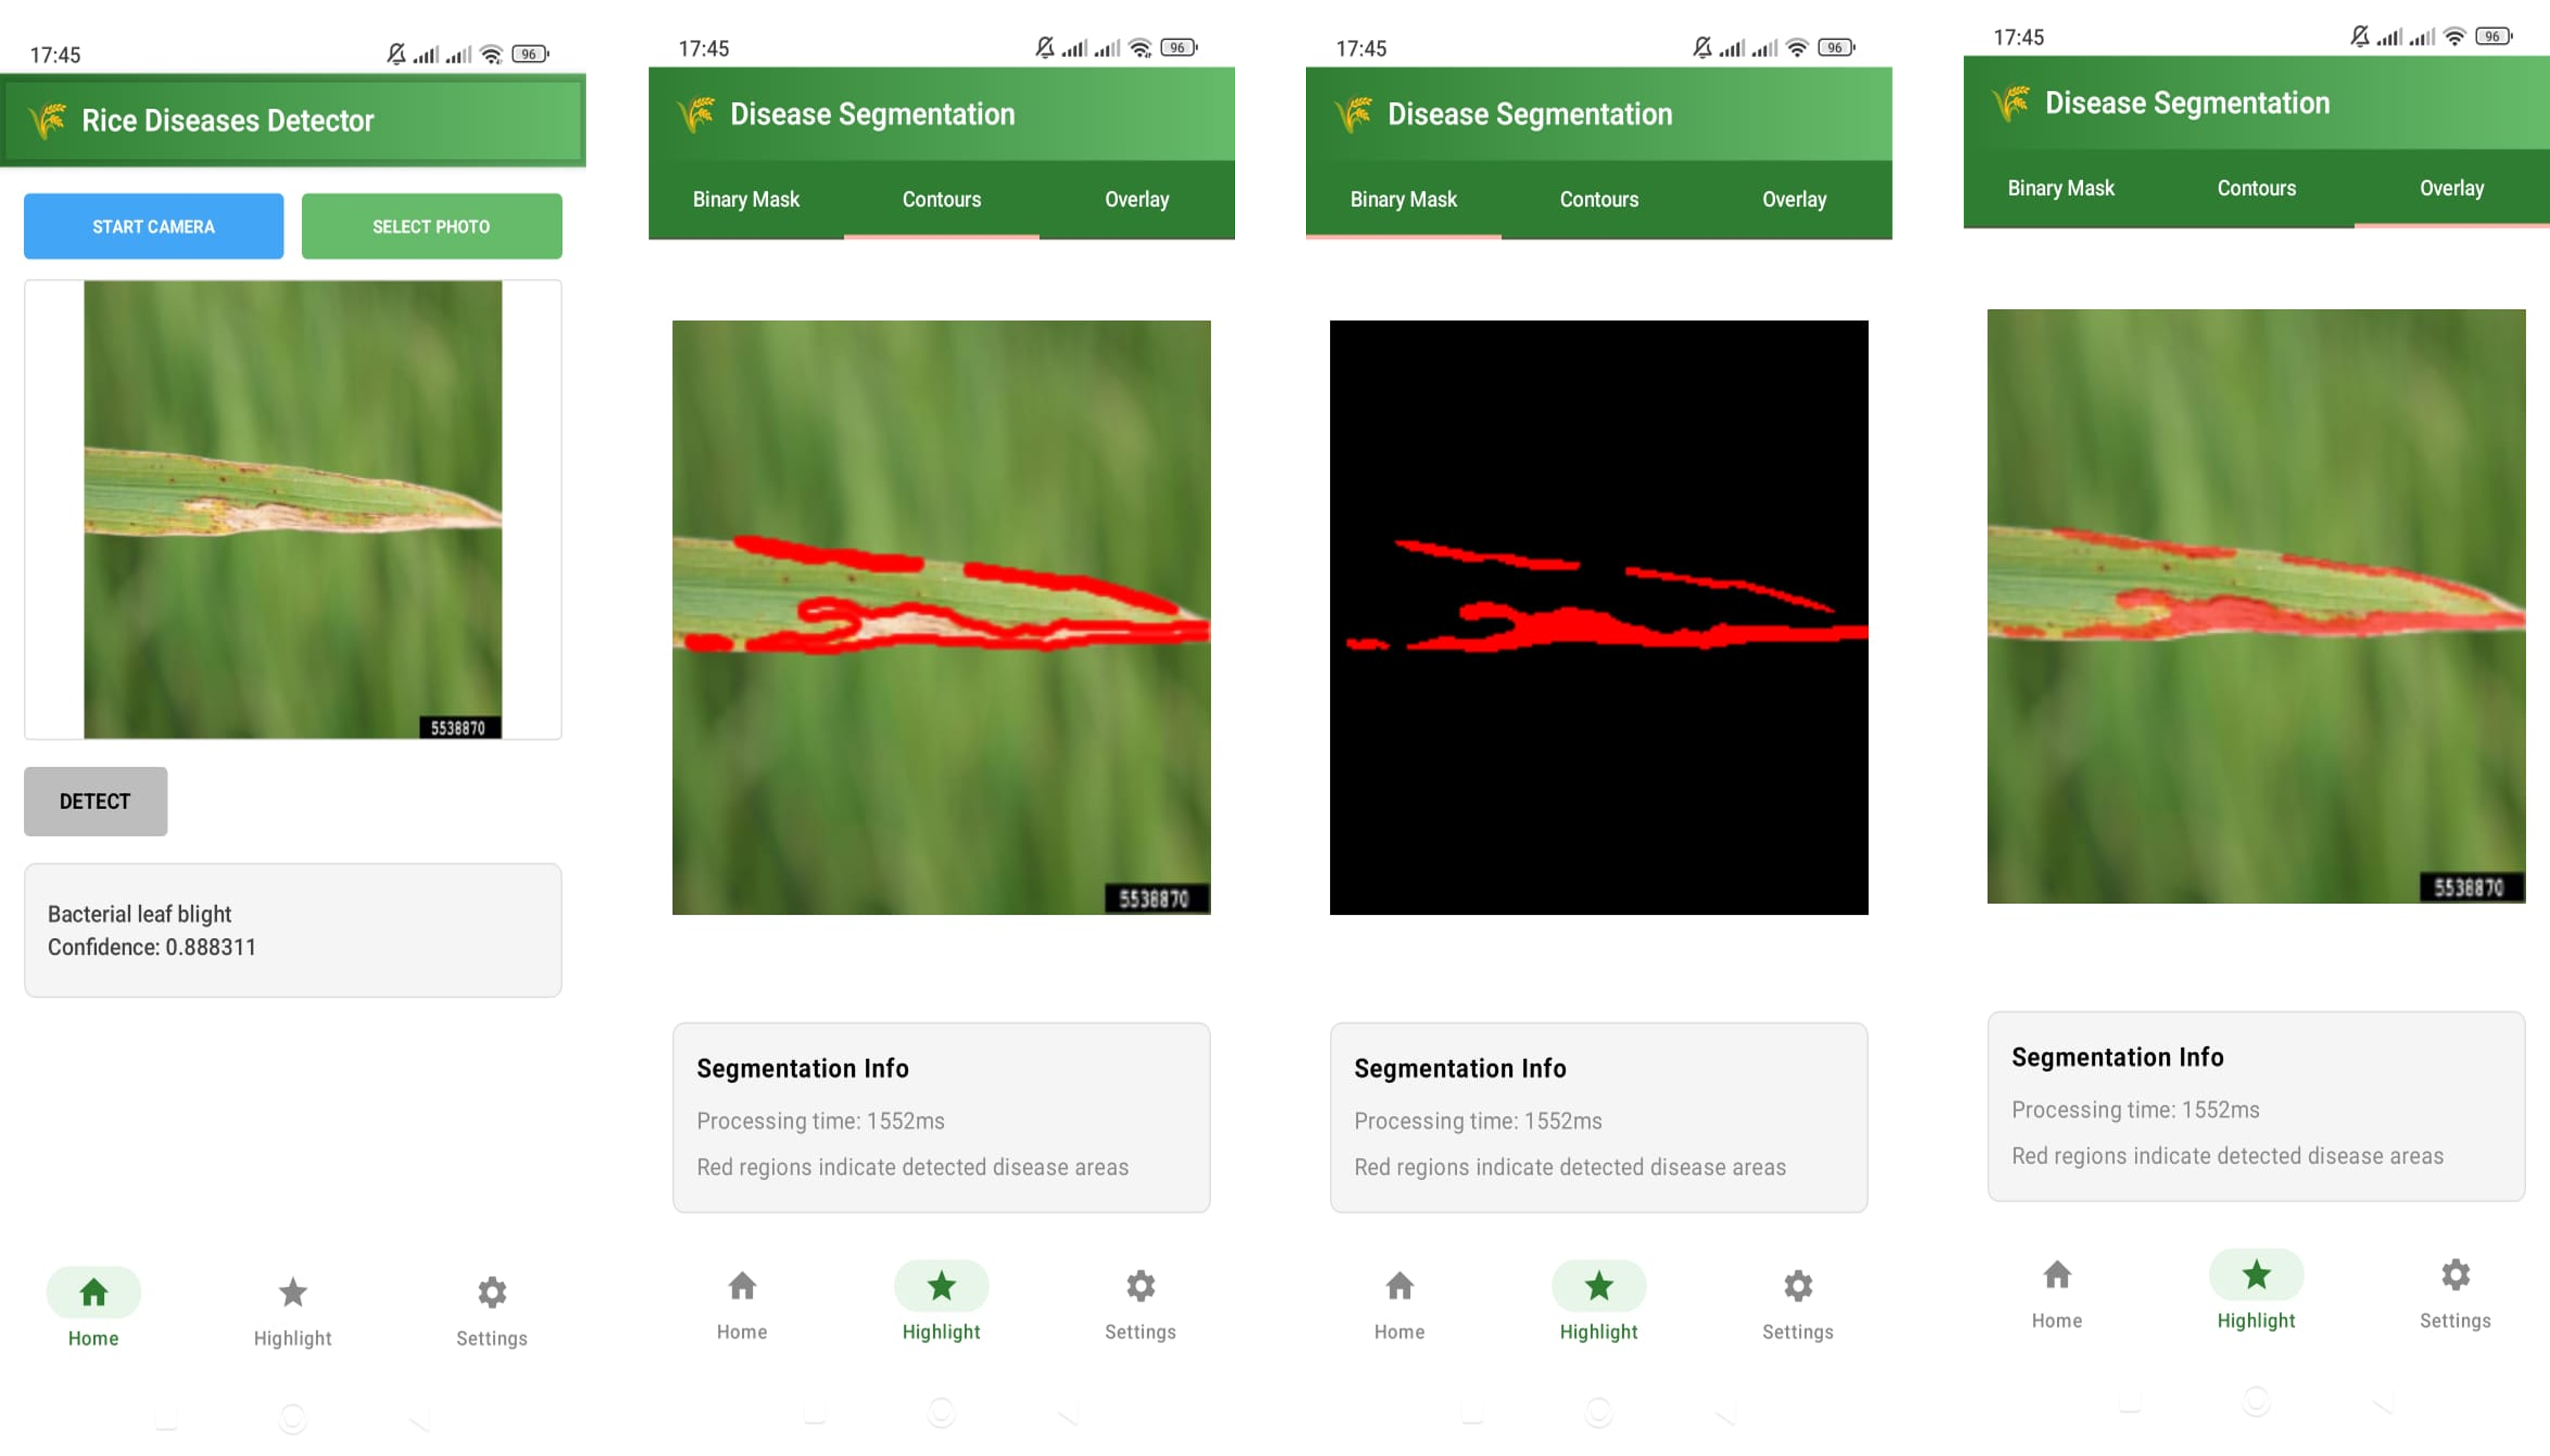 17:45
96
Rice Diseases Detector
START CAMERA
SELECT PHOTO
5538870
DETECT
Bacterial leaf blight
Confidence: 0.888311
Home
Highlight
Settings
17:45
96
Disease Segmentation
Binary Mask
Contours
Overlay
5538870
Segmentation Info
Processing time: 1552ms
Red regions indicate detected disease areas
Home
Highlight
Settings
17:45
96
Disease Segmentation
Binary Mask
Contours
Overlay
Segmentation Info
Processing time: 1552ms
Red regions indicate detected disease areas
Home
Highlight
Settings
17:45
96
Disease Segmentation
Binary Mask
Contours
Overlay
5538870
Segmentation Info
Processing time: 1552ms
Red regions indicate detected disease areas
Home
Highlight
Settings